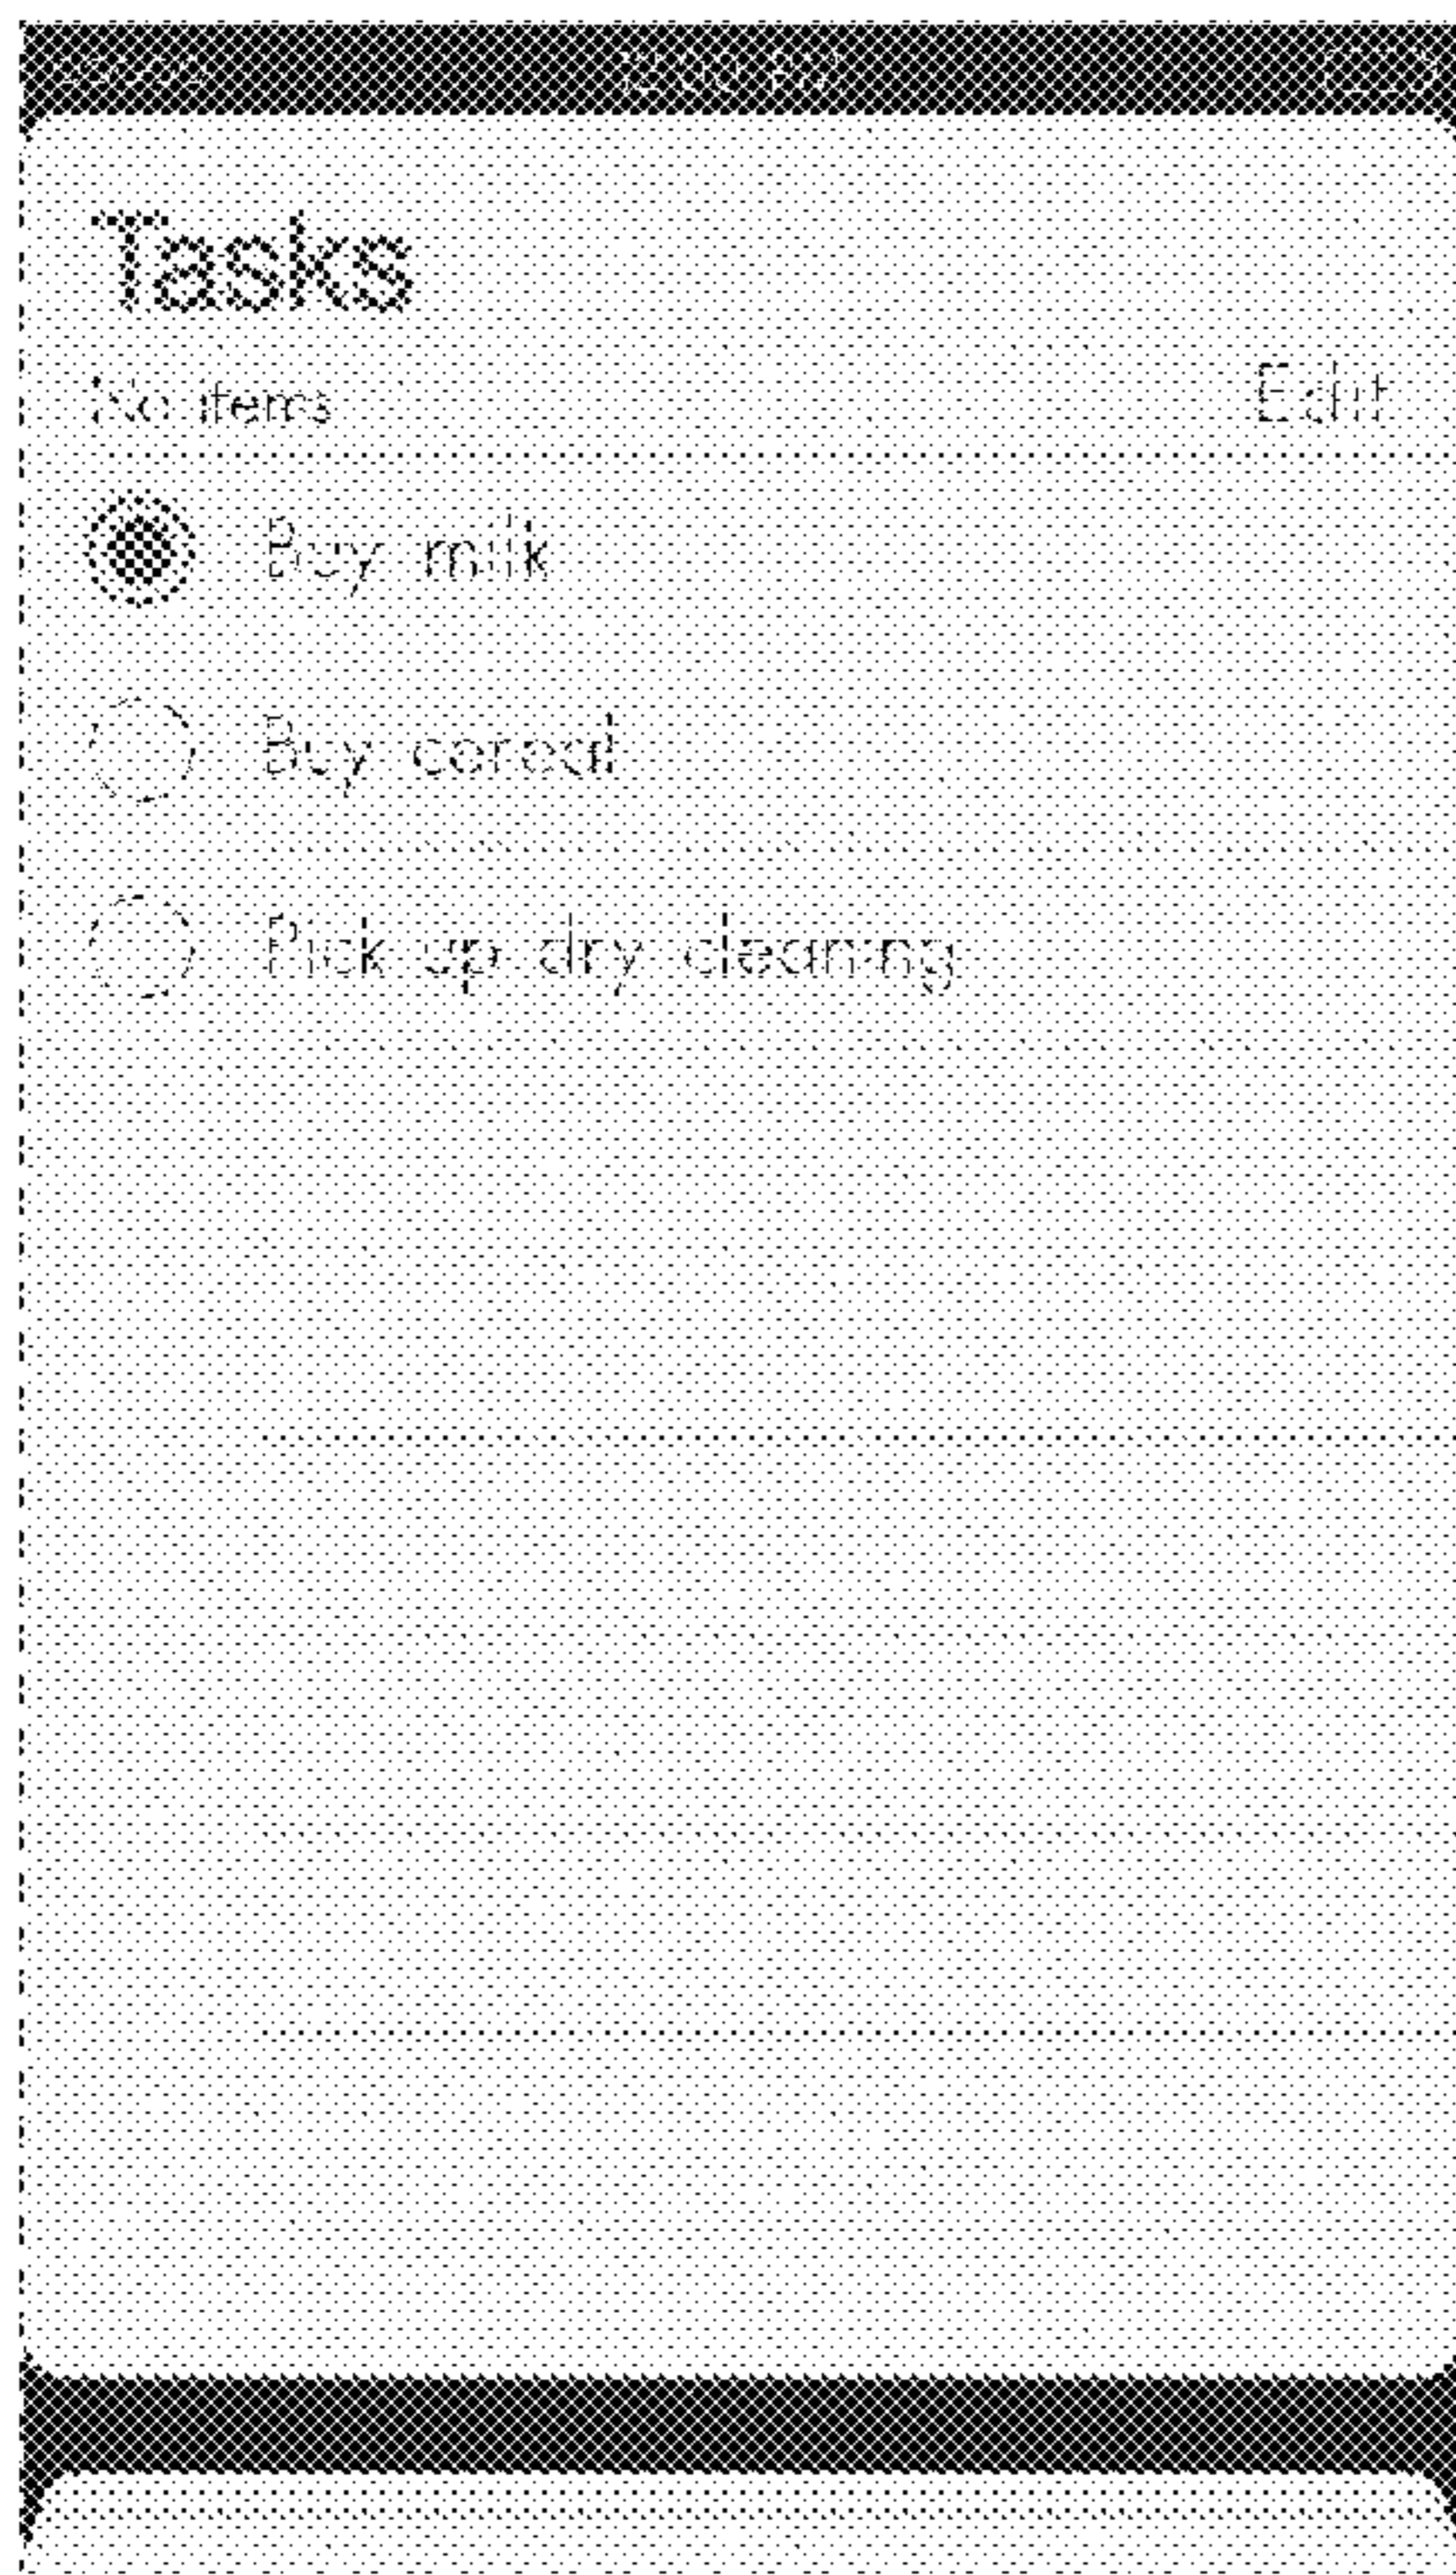 Tasks
No items
Edit
Buy milk
Buy cereal
Pick up dry cleaning